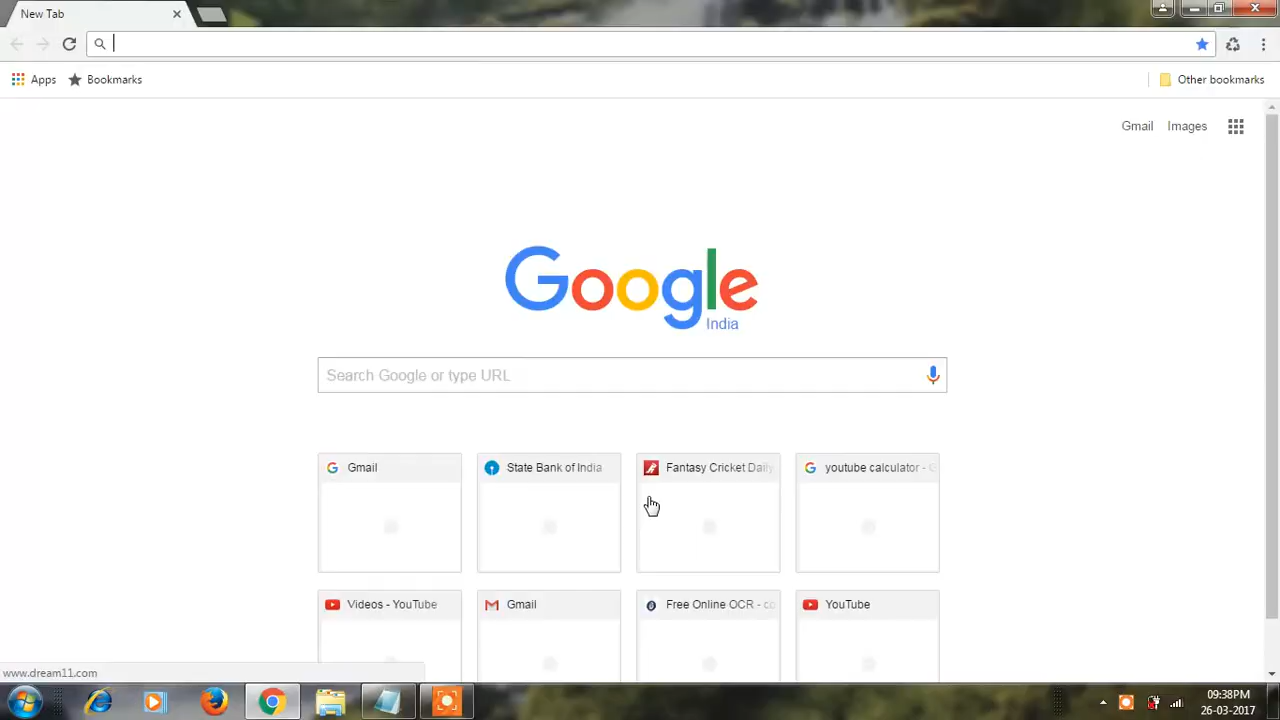 New Tab
Apps
Bookmarks
Other bookmarks
Gmail
Images
Google
India
Search Google or type URL
Gmail
State Bank of India
Fantasy Cricket Daily
youtube calculator - G
Videos - YouTube
Gmail
Free Online OCR - co
YouTube
www.dream11.com
09:38PM
26-03-2017